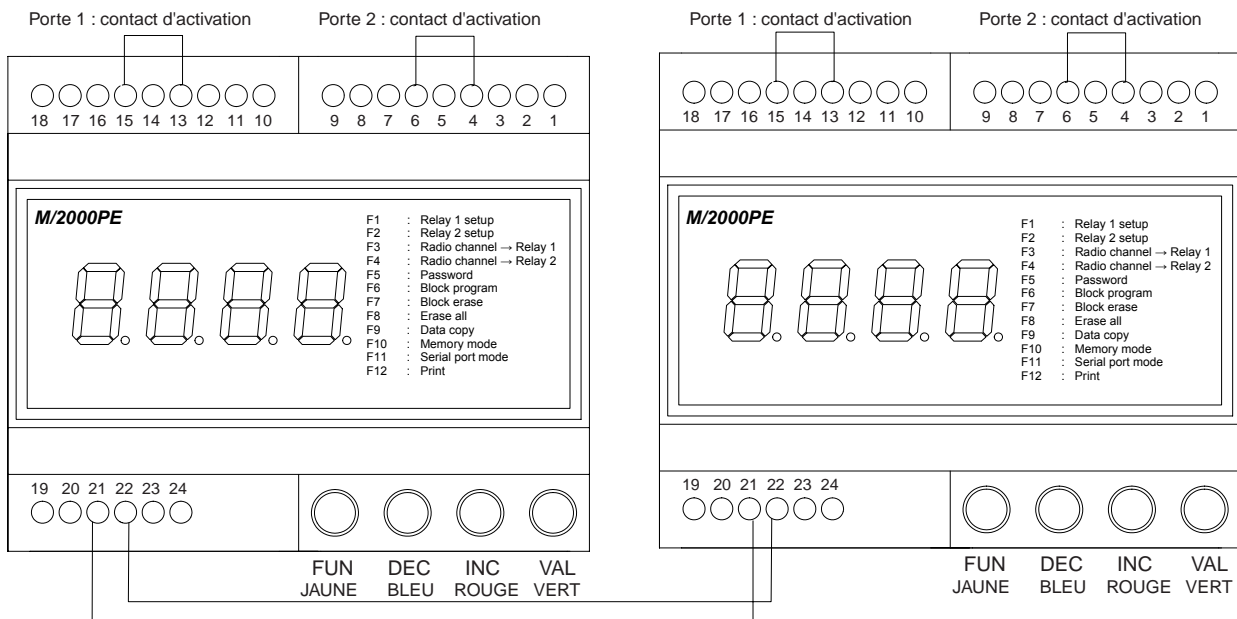 Porte 1 : contact d'activation Porte 2 : contact d'activation
18 17 16 15 14 13 12 11 10 9 8 7 6 5 4 3 2 1
M/2000PE
F1 : Relay 1 setup
F2 : Relay 2 setup
F3 : Radio channel → Relay 1
F4 : Radio channel → Relay 2
F5 : Password
F6 : Block program
F7 : Block erase
F8 : Erase all
F9 : Data copy
F10 : Memory mode
F11 : Serial port mode
F12 : Print
19 20 21 22 23 24
FUN DEC INC VAL
JAUNE BLEU ROUGE VERT
Porte 1 : contact d'activation Porte 2 : contact d'activation
18 17 16 15 14 13 12 11 10 9 8 7 6 5 4 3 2 1
M/2000PE
F1 : Relay 1 setup
F2 : Relay 2 setup
F3 : Radio channel → Relay 1
F4 : Radio channel → Relay 2
F5 : Password
F6 : Block program
F7 : Block erase
F8 : Erase all
F9 : Data copy
F10 : Memory mode
F11 : Serial port mode
F12 : Print
19 20 21 22 23 24
FUN DEC INC VAL
JAUNE BLEU ROUGE VERT